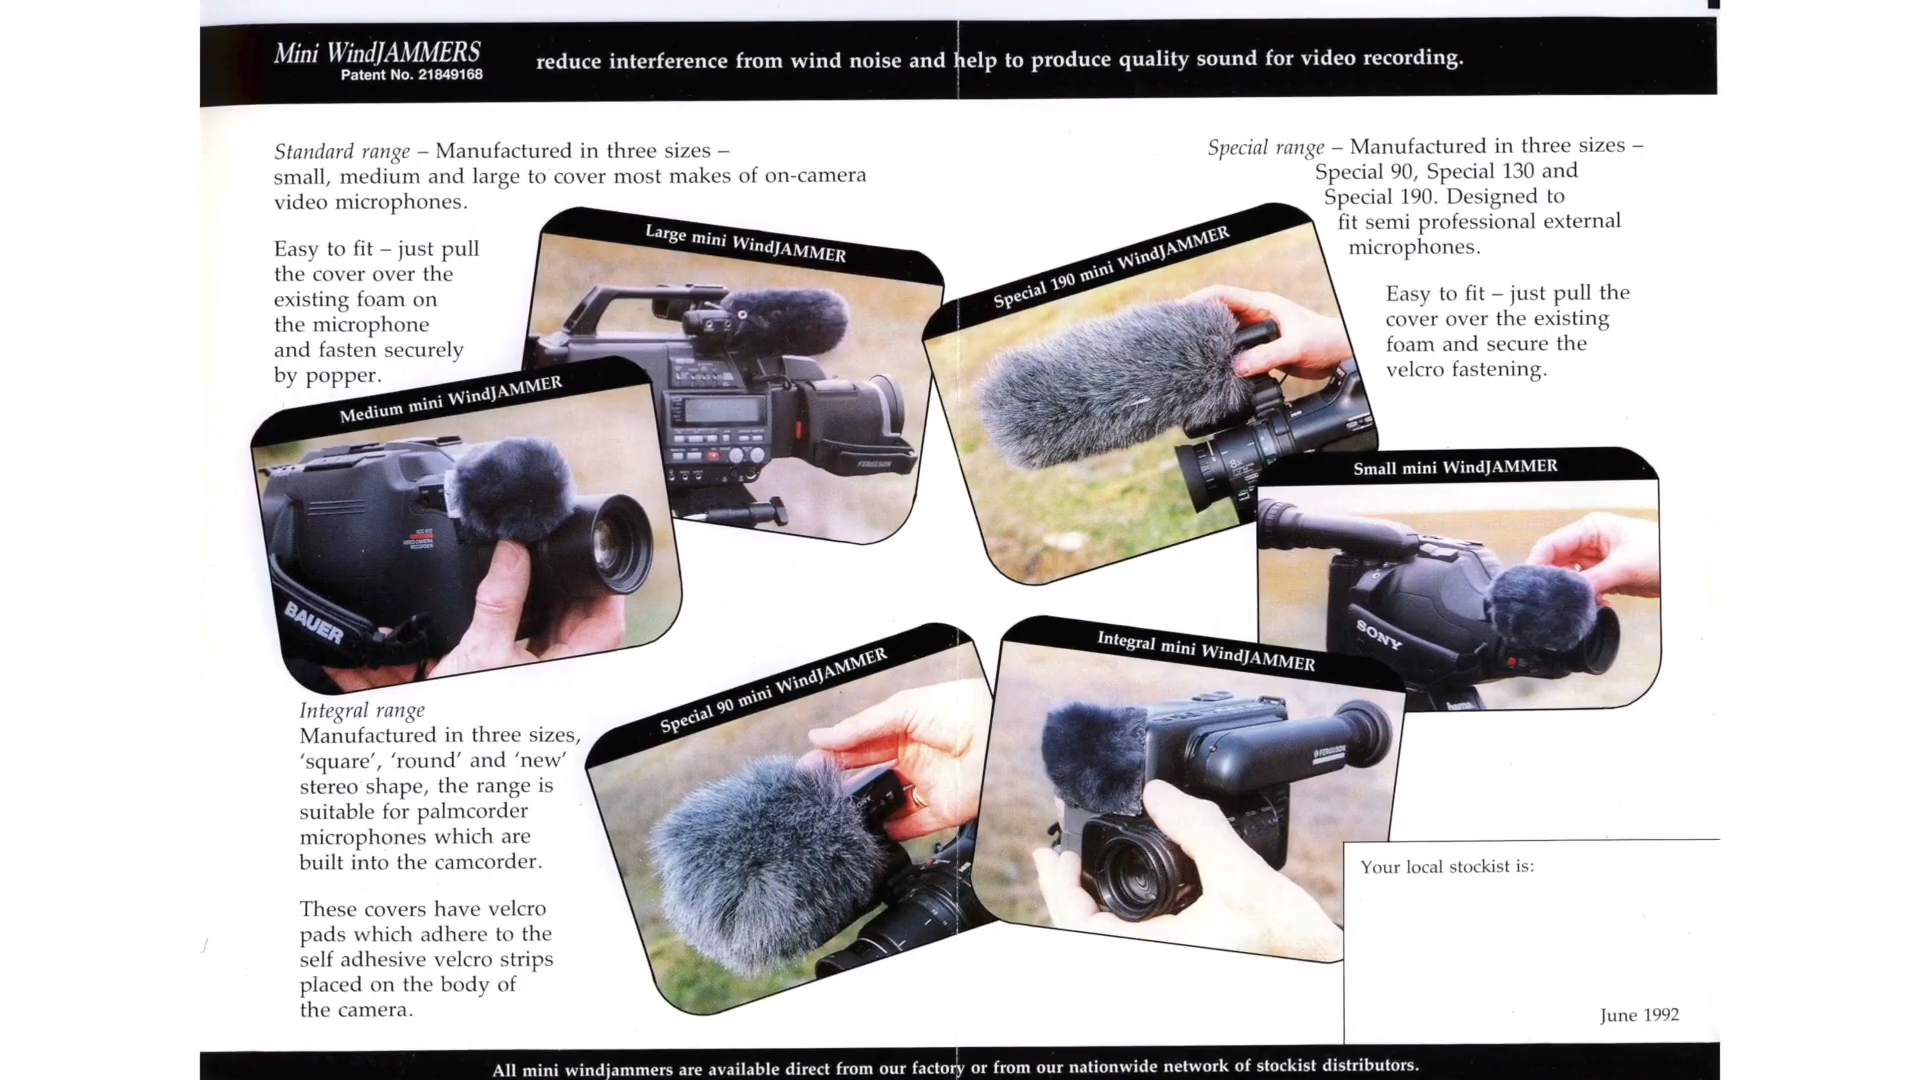 Mini WindJAMMERS
Patent No. 21849168
reduce interference from wind noise and help to produce quality sound for video recording.
Standard range – Manufactured in three sizes –
small, medium and large to cover most makes of on-camera
video microphones.
Easy to fit – just pull
the cover over the
existing foam on
the microphone
and fasten securely
by popper.
Special range – Manufactured in three sizes –
Special 90, Special 130 and
Special 190. Designed to
fit semi professional external
microphones.
Easy to fit – just pull the
cover over the existing
foam and secure the
velcro fastening.
Large mini WindJAMMER
FERGUSON
Special 190 mini WindJAMMER
8x
Medium mini WindJAMMER
VIDEO CAMERA
RECORDER
BAUER
Small mini WindJAMMER
SONY
hama
Integral range
Manufactured in three sizes,
‘square’, ‘round’ and ‘new’
stereo shape, the range is
suitable for palmcorder
microphones which are
built into the camcorder.
These covers have velcro
pads which adhere to the
self adhesive velcro strips
placed on the body of
the camera.
Special 90 mini WindJAMMER
Integral mini WindJAMMER
FERGUSON
Your local stockist is:
June 1992
All mini windjammers are available direct from our factory or from our nationwide network of stockist distributors.